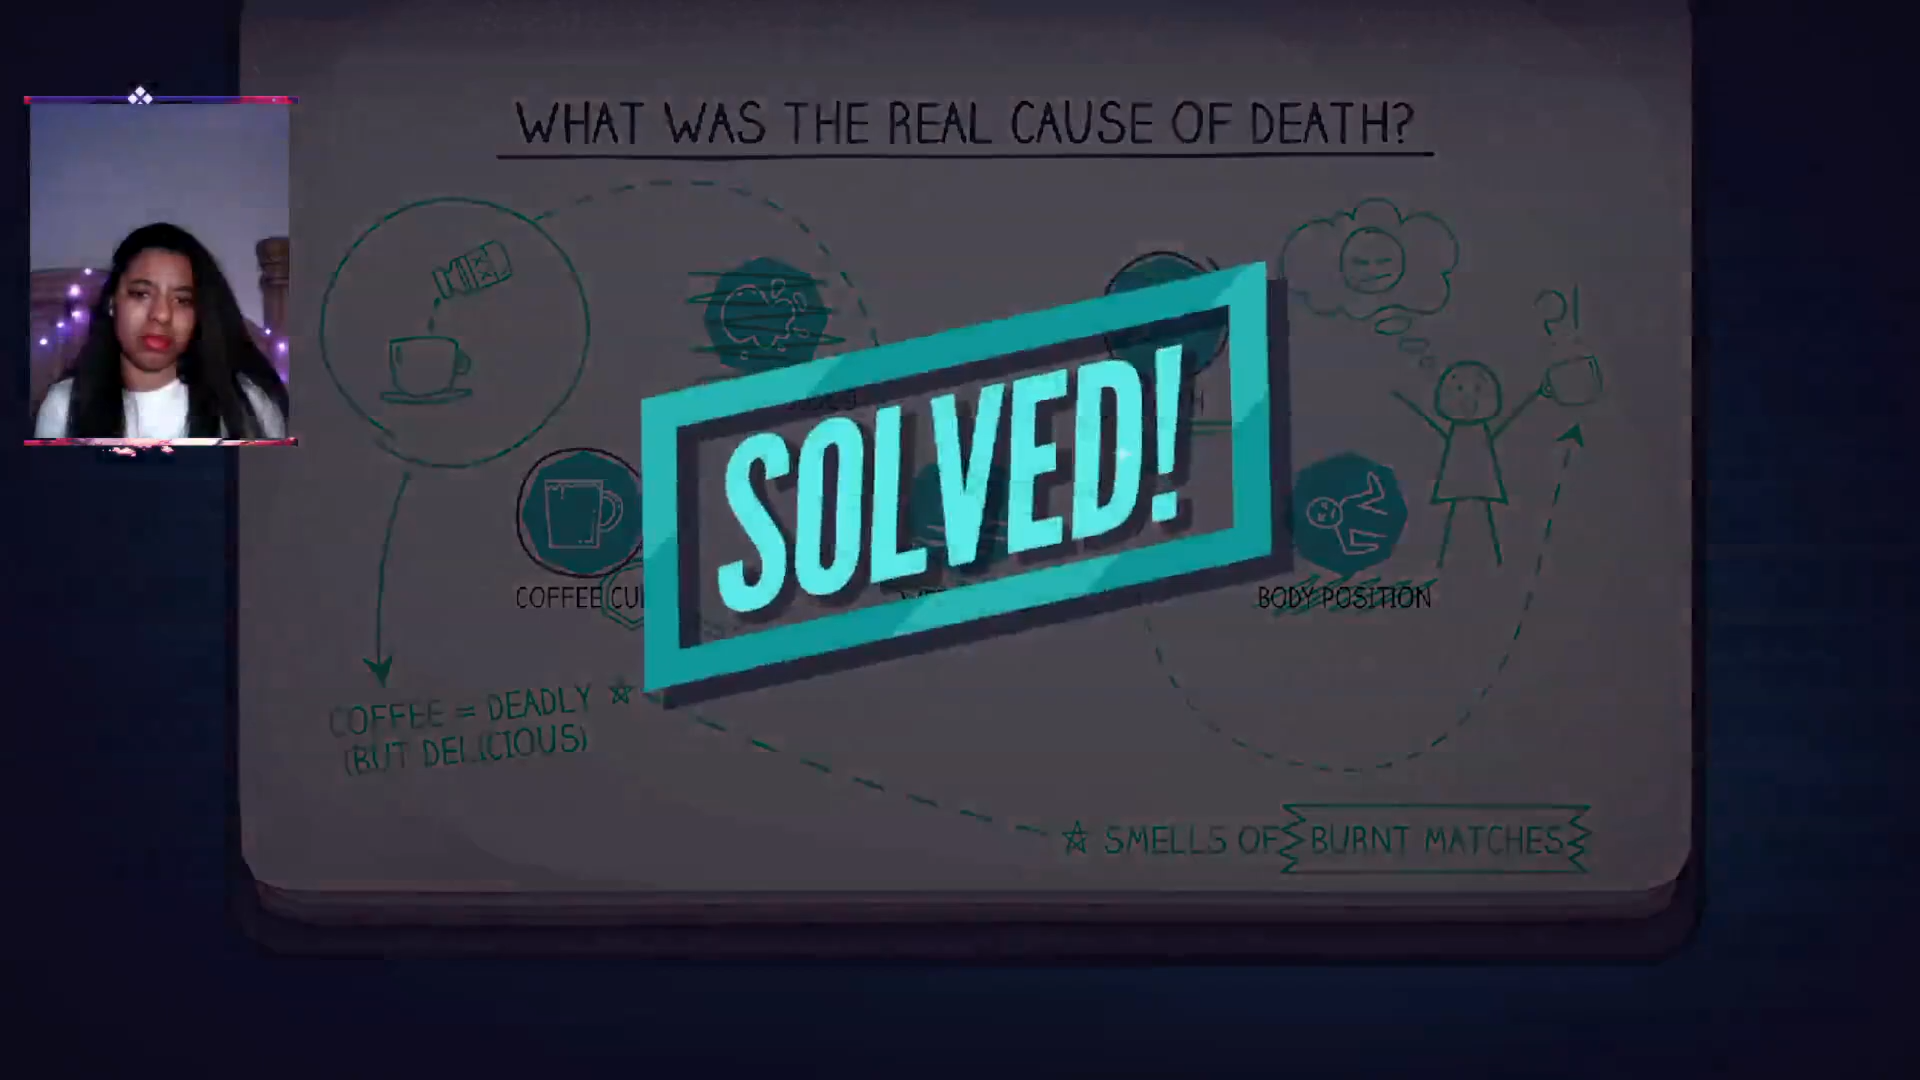 WHAT WAS THE REAL CAUSE OF DEATH?
?!
SOLVED!
COFFEE
BODY POSITION
COFFEE = DEADLY
(BUT DELICIOUS)
SMELLS OF BURNT MATCHES